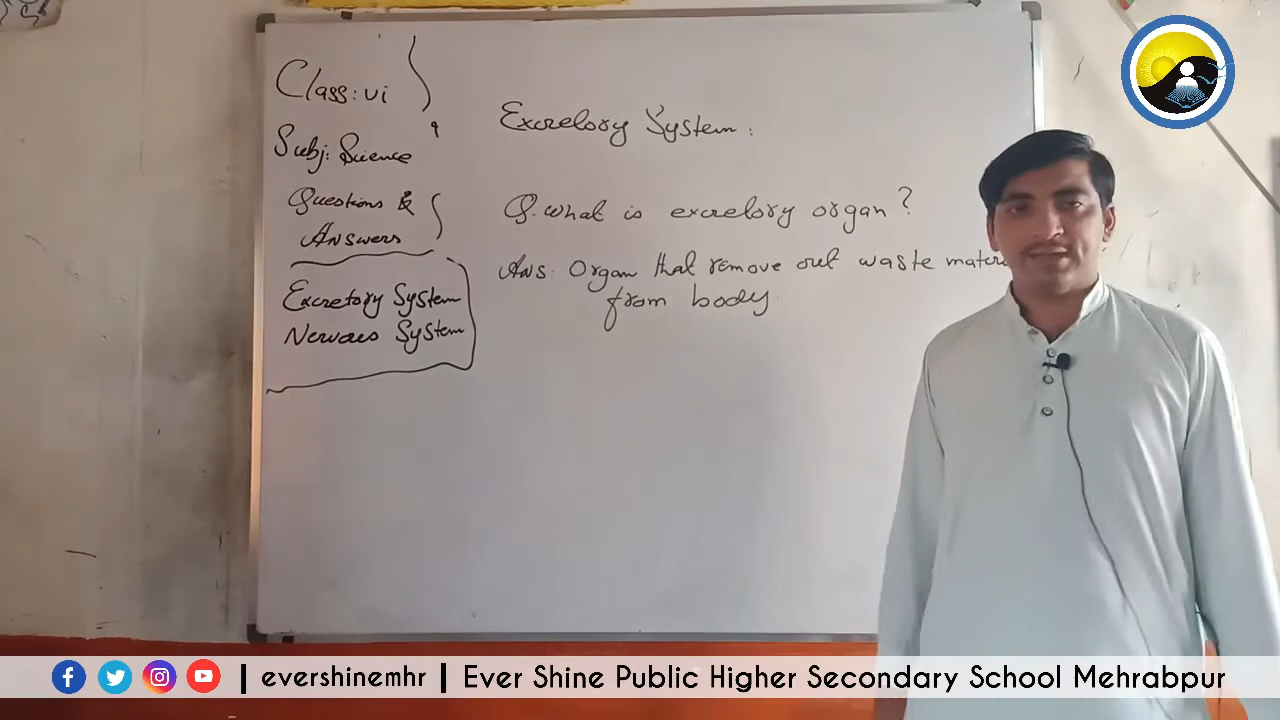 Class: vi
Subj: Science
Questions &
Answers
Excretory System
Nervous System
Excretory System:
Q. what is excretory organ?
Ans: Organ that remove out waste mater
from body.
| evershinemhr | Ever Shine Public Higher Secondary School Mehrabpur